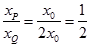 x_P/x_Q = x_0/2x_0 = 1/2